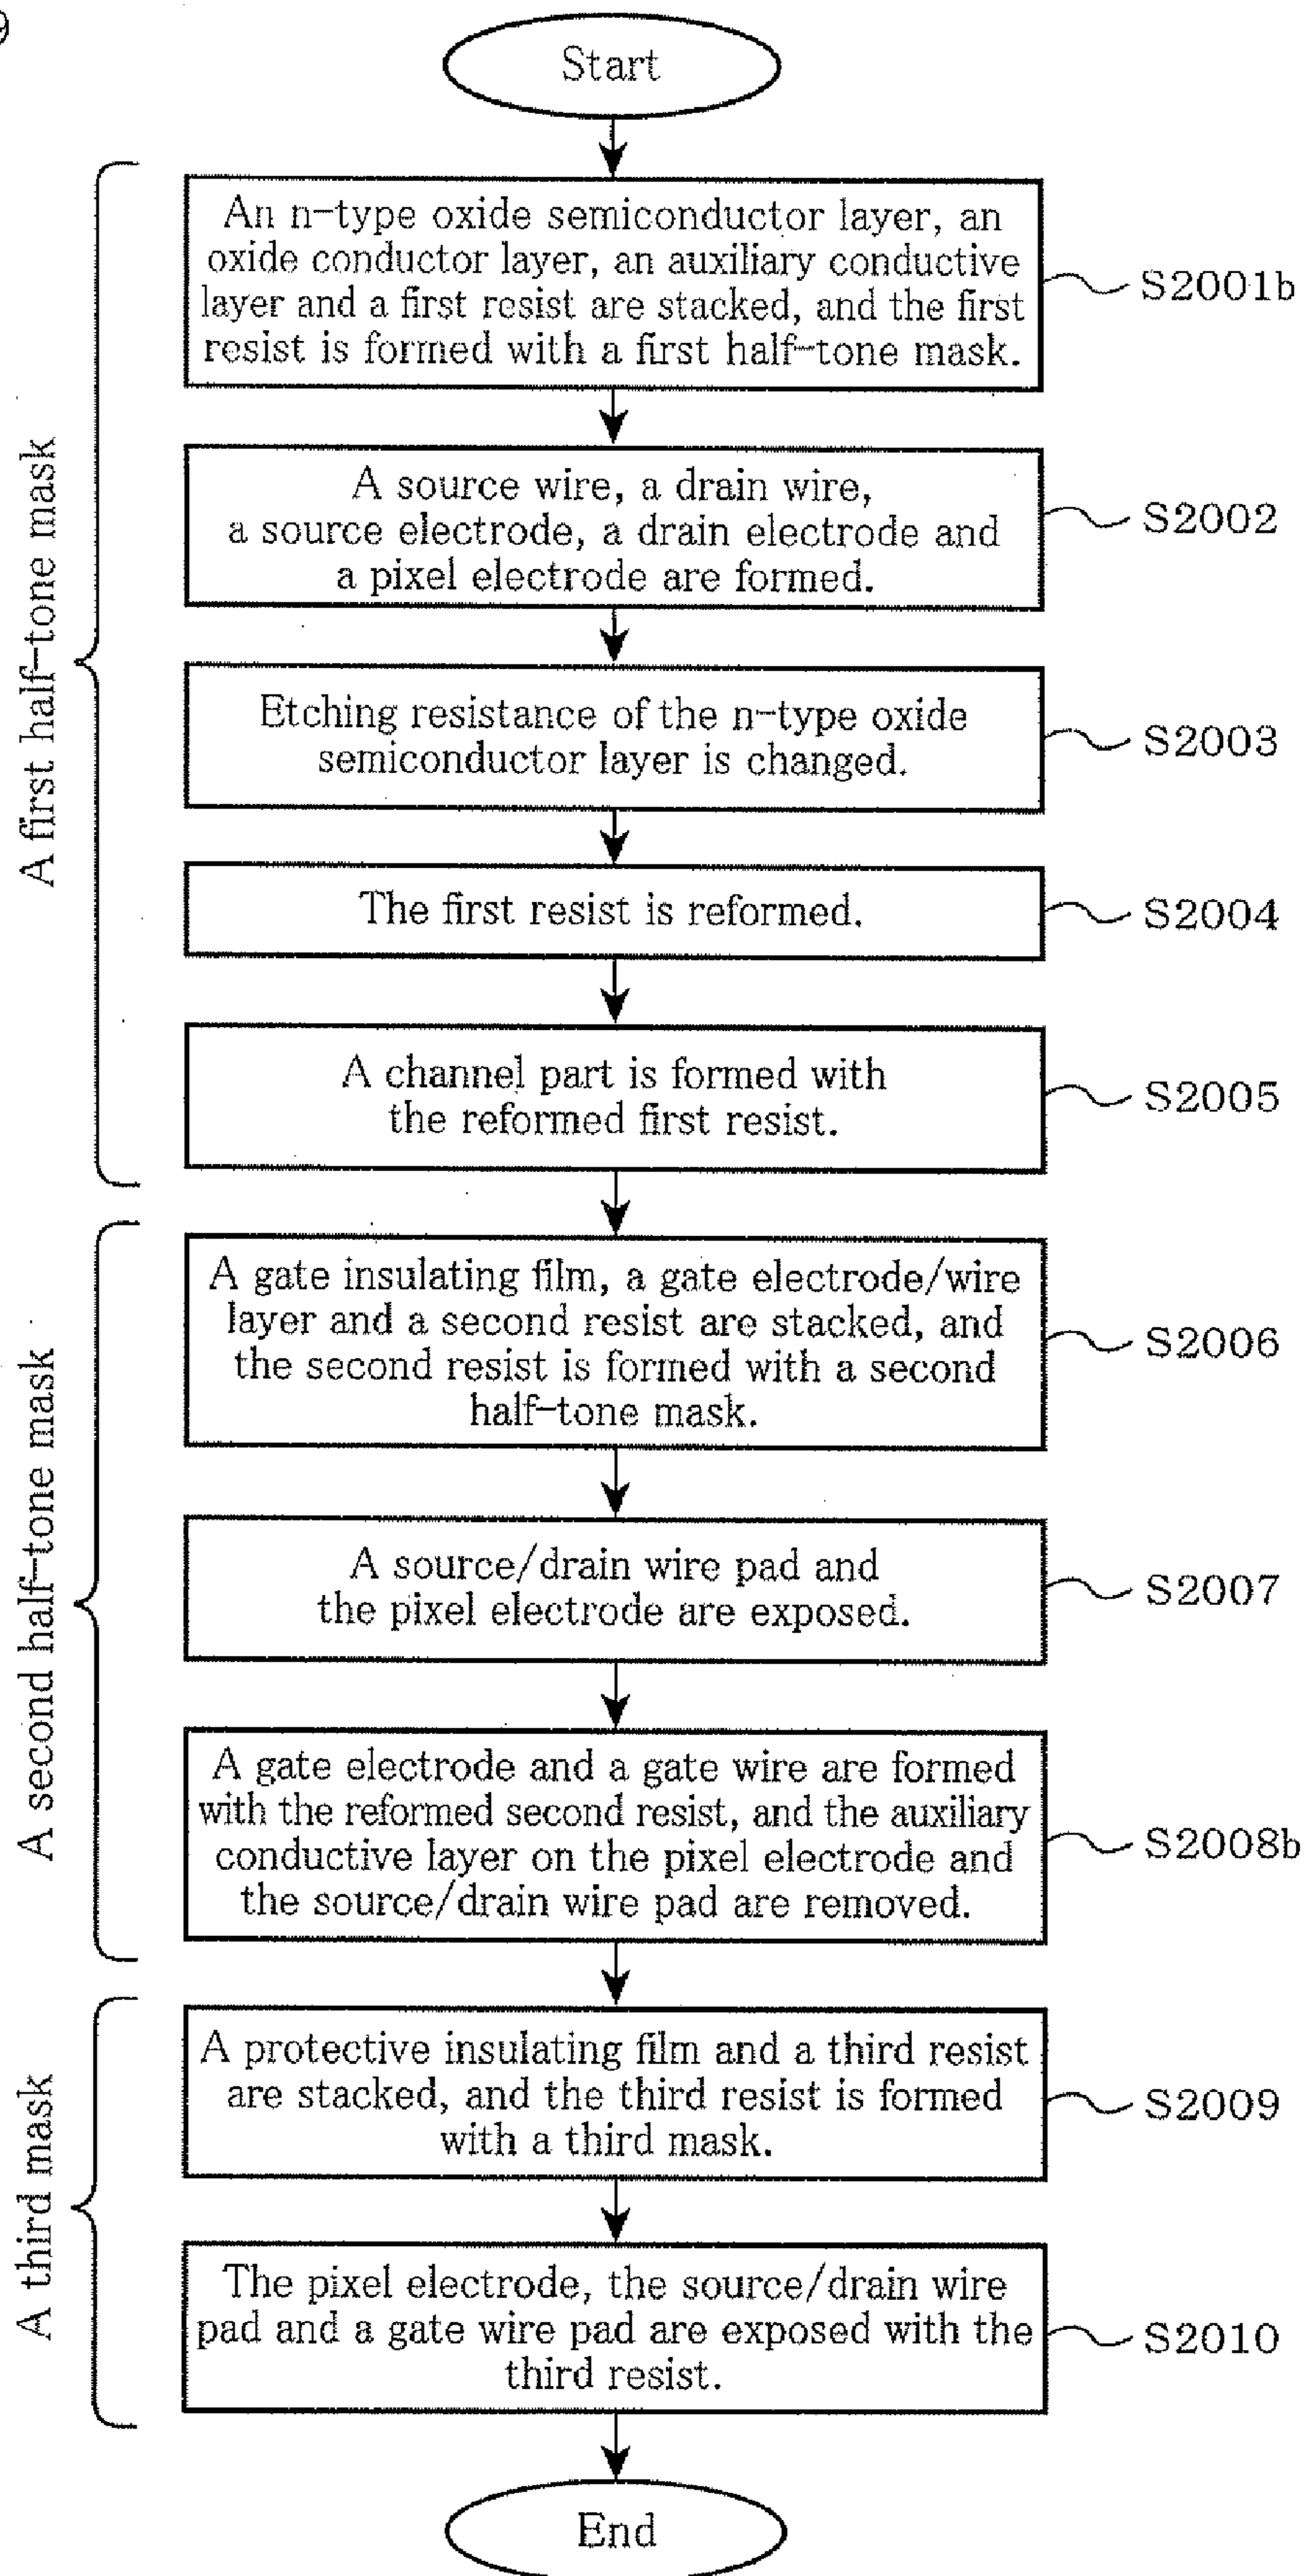 9
Start
A first half-tone mask
An n-type oxide semiconductor layer, an
oxide conductor layer, an auxiliary conductive
layer and a first resist are stacked, and the first
resist is formed with a first half-tone mask.
S2001b
A source wire, a drain wire,
a source electrode, a drain electrode and
a pixel electrode are formed.
S2002
Etching resistance of the n-type oxide
semiconductor layer is changed.
S2003
The first resist is reformed.
S2004
A channel part is formed with
the reformed first resist.
S2005
A second half-tone mask
A gate insulating film, a gate electrode/wire
layer and a second resist are stacked, and
the second resist is formed with a second
half-tone mask.
S2006
A source/drain wire pad and
the pixel electrode are exposed.
S2007
A gate electrode and a gate wire are formed
with the reformed second resist, and the auxiliary
conductive layer on the pixel electrode and
the source/drain wire pad are removed.
S2008b
A third mask
A protective insulating film and a third resist
are stacked, and the third resist is formed
with a third mask.
S2009
The pixel electrode, the source/drain wire
pad and a gate wire pad are exposed with the
third resist.
S2010
End